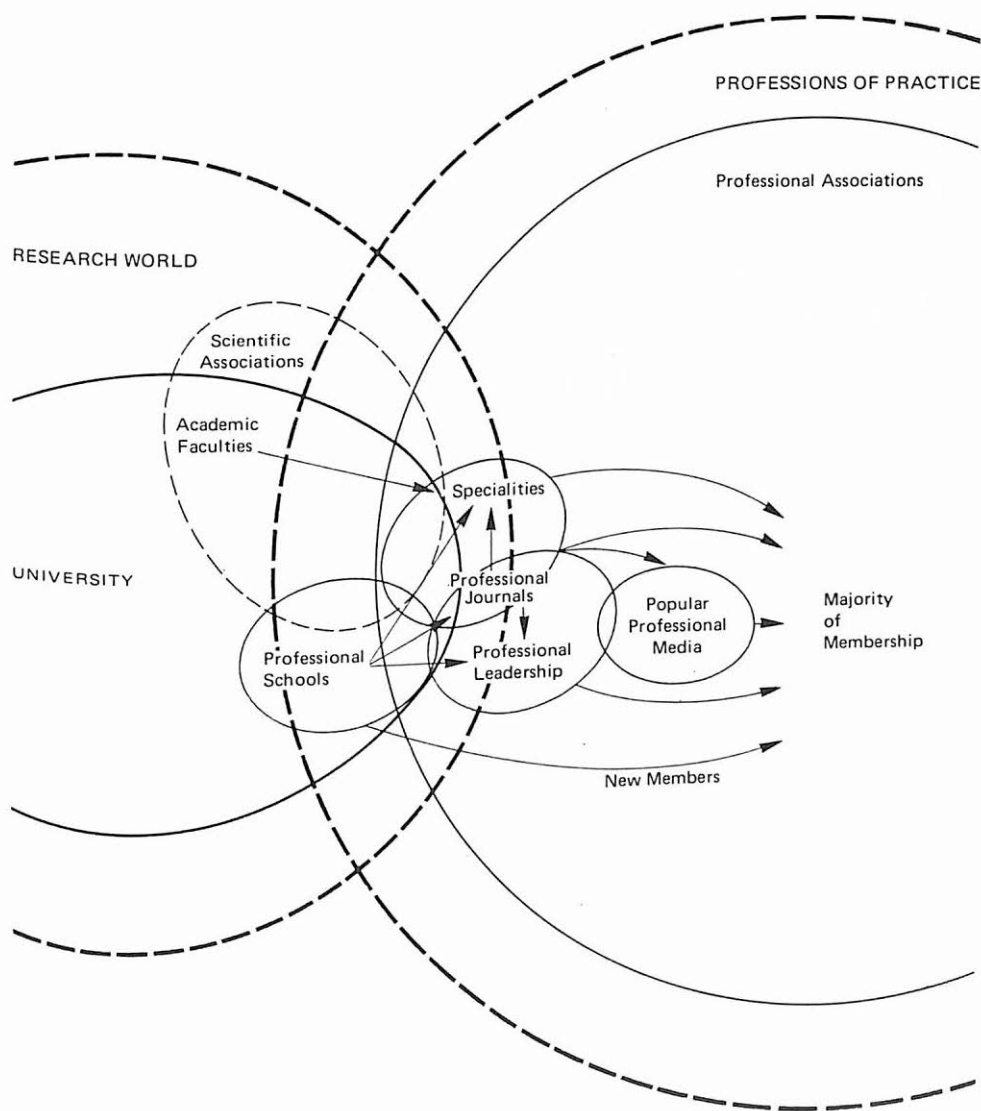 PROFESSIONS OF PRACTICE
Professional Associations
RESEARCH WORLD
Scientific
Associations
Academic
Faculties
Specialities
UNIVERSITY
Professional
Journals
Popular
Professional
Media
Majority
of
Membership
Professional
Schools
Professional
Leadership
New Members